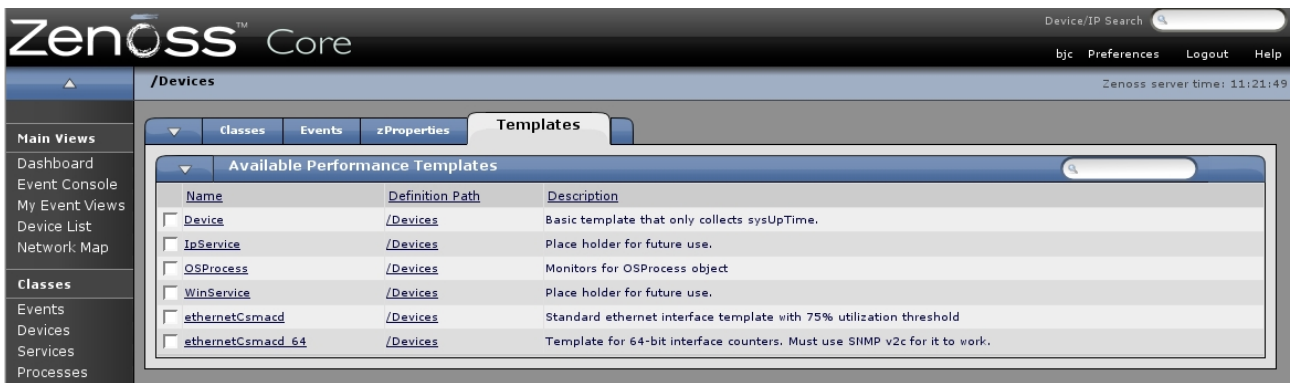 Zenoss™ Core
Device/IP Search
bjc Preferences Logout Help
/Devices
Zenoss server time: 11:21:49
Main Views
Dashboard
Event Console
My Event Views
Device List
Network Map
Classes
Events
Devices
Services
Processes
Classes Events zProperties Templates
Available Performance Templates
Name Definition Path Description
Device /Devices Basic template that only collects sysUpTime.
IpService /Devices Place holder for future use.
OSProcess /Devices Monitors for OSProcess object
WinService /Devices Place holder for future use.
ethernetCsmacd /Devices Standard ethernet interface template with 75% utilization threshold
ethernetCsmacd_64 /Devices Template for 64-bit interface counters. Must use SNMP v2c for it to work.